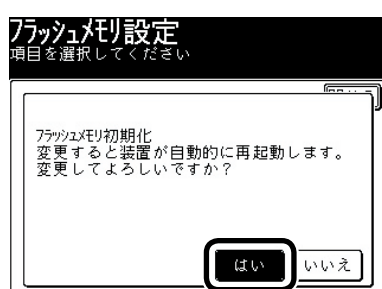 フラッシュメモリ設定
項目を選択してください
フラッシュメモリ初期化
変更すると装置が自動的に再起動します。
変更してよろしいですか？
はい いいえ